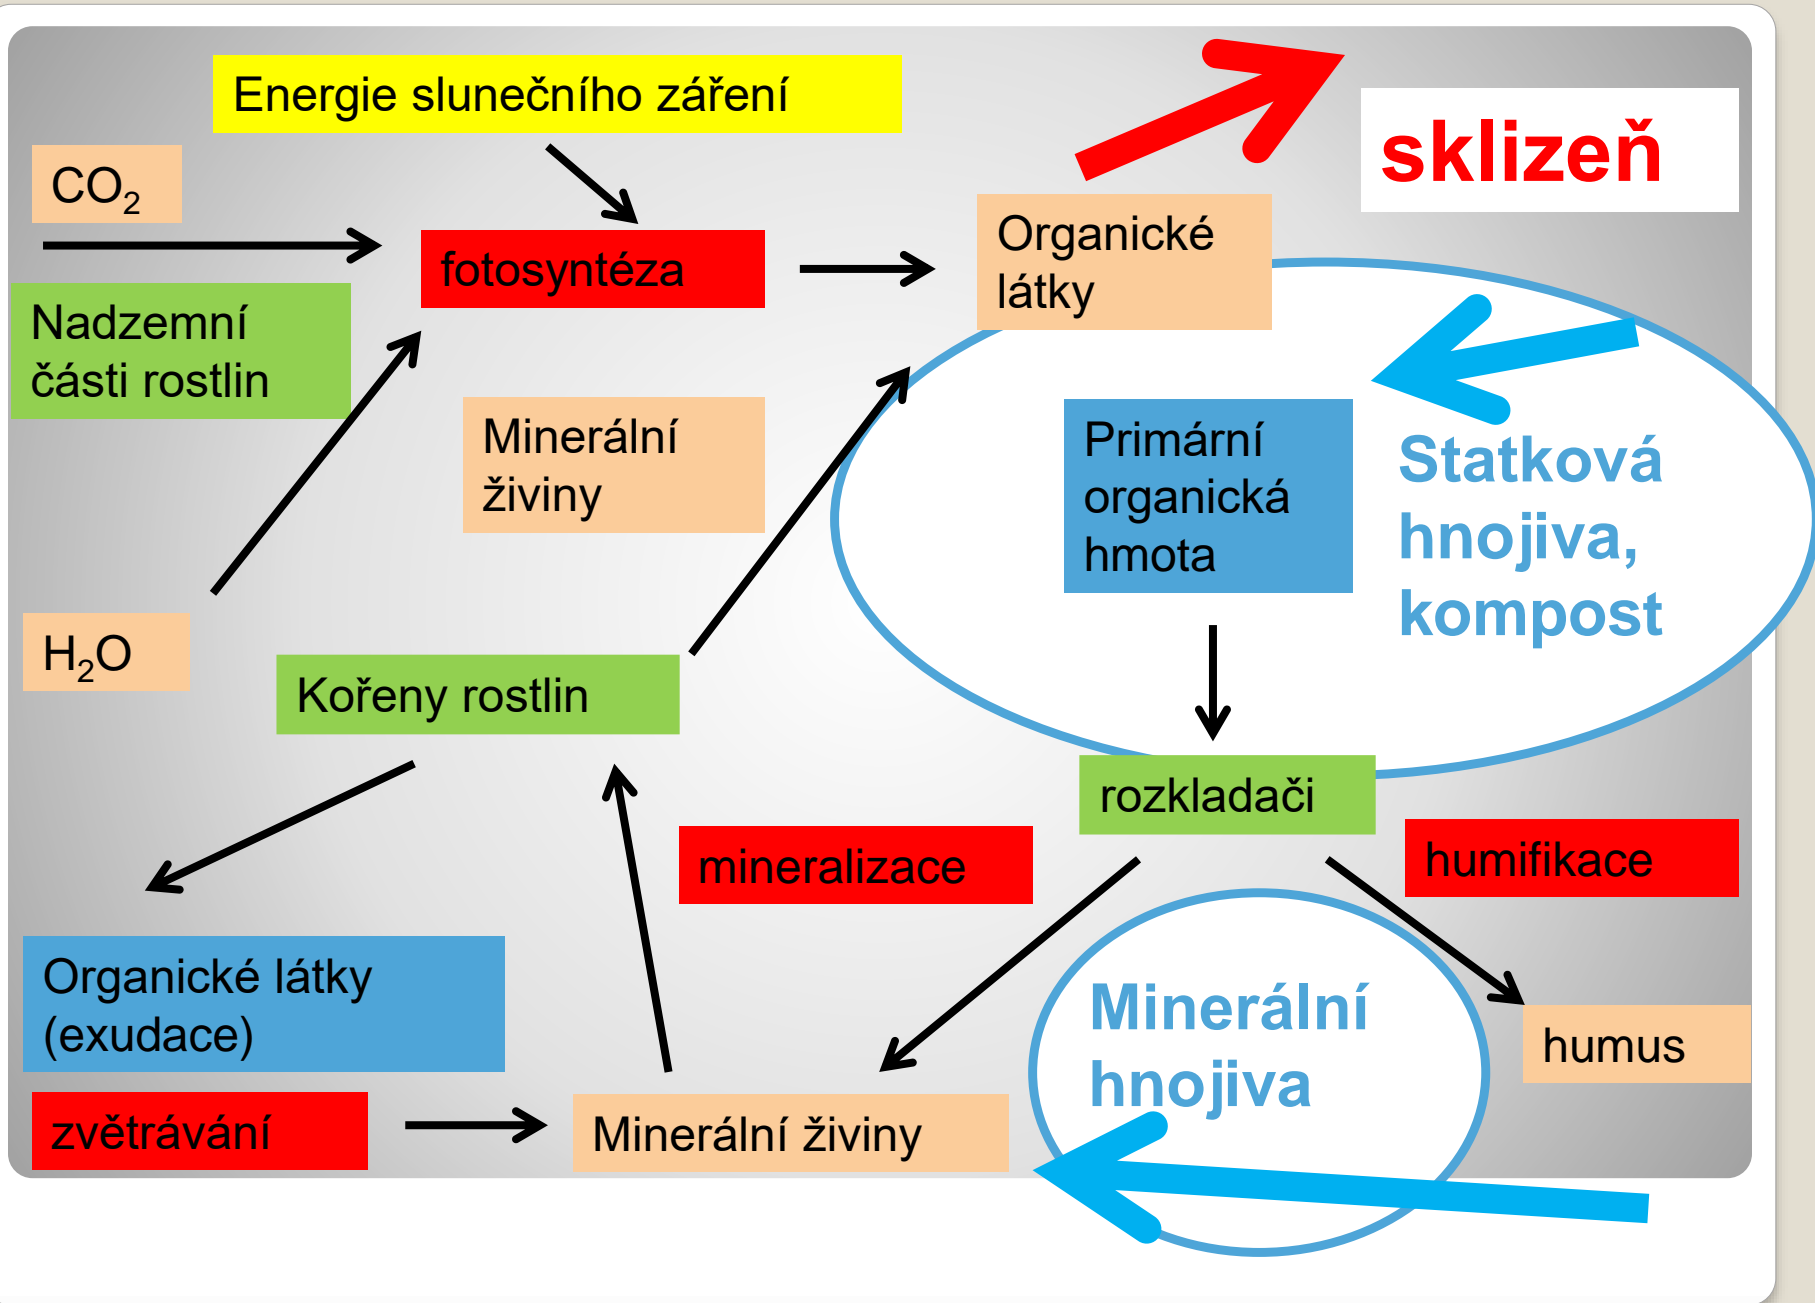 Energie slunečního záření
sklizeň
CO₂
fotosyntéza
Organické
látky
Nadzemní
části rostlin
Minerální
živiny
Primární
organická
hmota
Statková
hnojiva,
kompost
H₂O
Kořeny rostlin
rozkladači
mineralizace
humifikace
Organické látky
(exudace)
Minerální
hnojiva
humus
zvětrávání
Minerální živiny